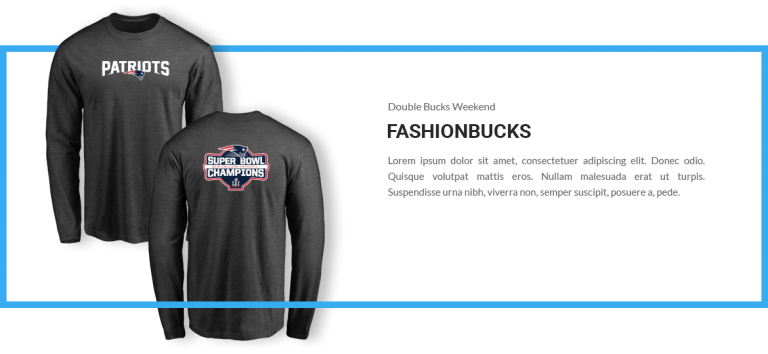 PATRIOTS
SUPER BOWL
CHAMPIONS
LI
Double Bucks Weekend
FASHIONBUCKS
Lorem ipsum dolor sit amet, consectetuer adipiscing elit. Donec odio.
Quisque volutpat mattis eros. Nullam malesuada erat ut turpis.
Suspendisse urna nibh, viverra non, semper suscipit, posuere a, pede.